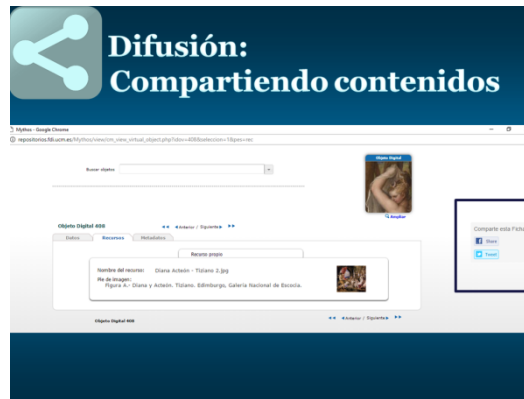 Difusión:
Compartiendo contenidos
Mythos - Google Chrome
repositorios.fdi.ucm.es/Mythos/view/cm_view_virtual_object.php?idov=408&seleccion=1&pes=rec
Buscar objetos
Objeto Digital
Ampliar
Objeto Digital 408
Anterior / Siguiente
Datos
Recursos
Metadatos
Recurso propio
Nombre del recurso: Diana Acteón - Tiziano 2.jpg
Pie de Imagen:
Figura A.- Diana y Acteón. Tiziano. Edimburgo, Galería Nacional de Escocia.
Objeto Digital 408
Anterior / Siguiente
Comparte esta Ficha
Share
Tweet